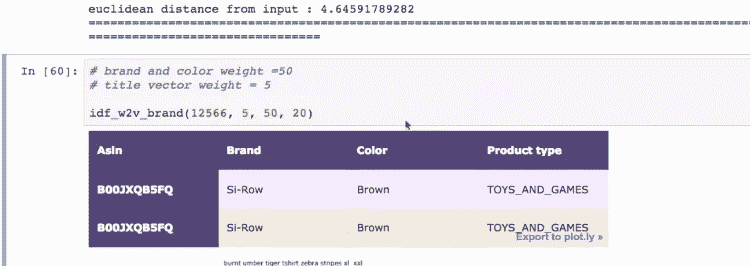 euclidean distance from input : 4.64591789282
================================================================================================
=================================
In [60]: # brand and color weight =50
# title vector weight = 5
idf_w2v_brand(12566, 5, 50, 20)
Asin Brand Color Product type
B00JXQB5FQ Si-Row Brown TOYS_AND_GAMES
B00JXQB5FQ Si-Row Brown TOYS_AND_GAMES
Export to plot.ly »
burnt umber tiger tshirt zebra stripes xl xxl